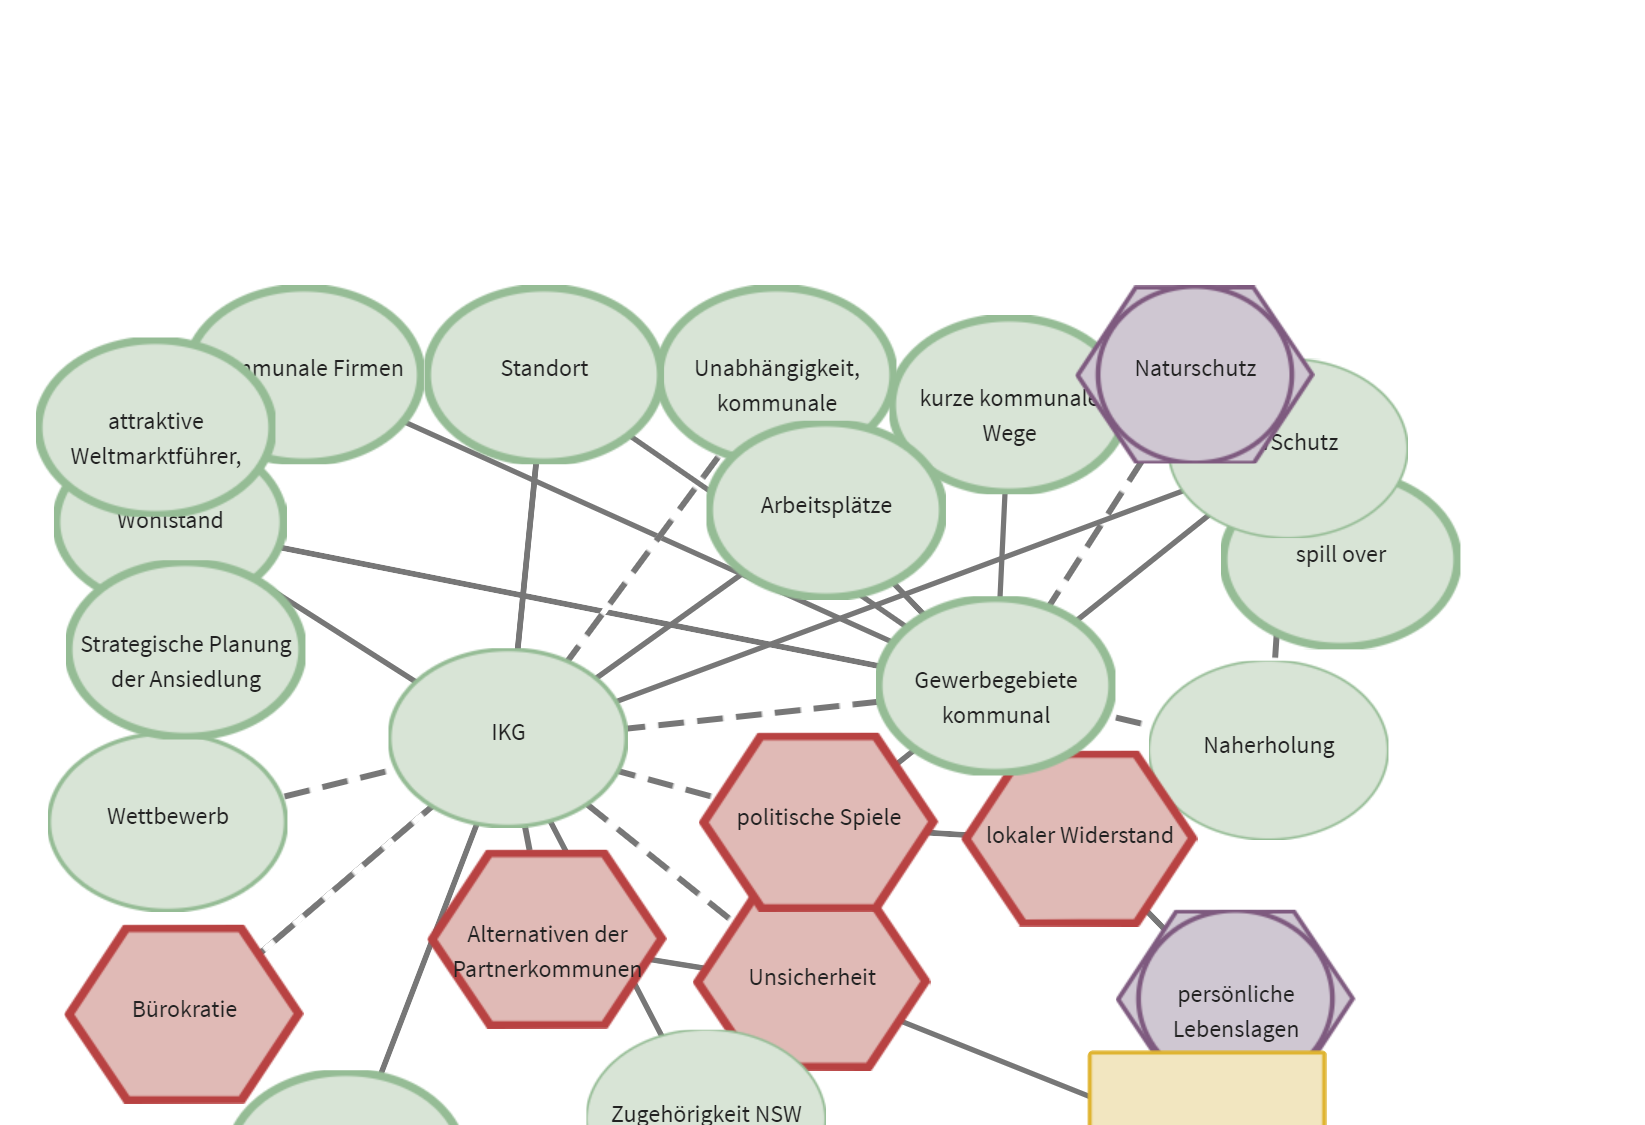 munale Firmen
Standort
Unabhängigkeit,
kommunale
kurze kommunale
Wege
Naturschutz
attraktive
Weltmarktführer,
Schutz
Arbeitsplätze
Wohlstand
spill over
Strategische Planung
der Ansiedlung
Gewerbegebiete
kommunal
IKG
Naherholung
Wettbewerb
politische Spiele
lokaler Widerstand
Alternativen der
Partnerkommunen
Unsicherheit
Bürokratie
persönliche
Lebenslagen
Zugehörigkeit NSW